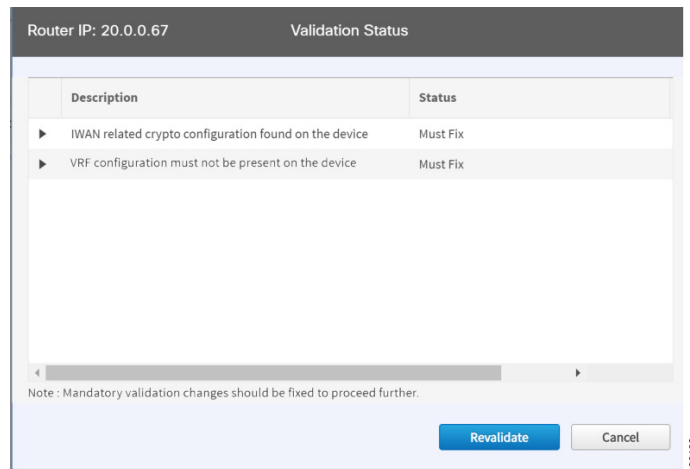 Router IP: 20.0.0.67 Validation Status
Description Status
IWAN related crypto configuration found on the device Must Fix
VRF configuration must not be present on the device Must Fix
Note : Mandatory validation changes should be fixed to proceed further.
Revalidate Cancel